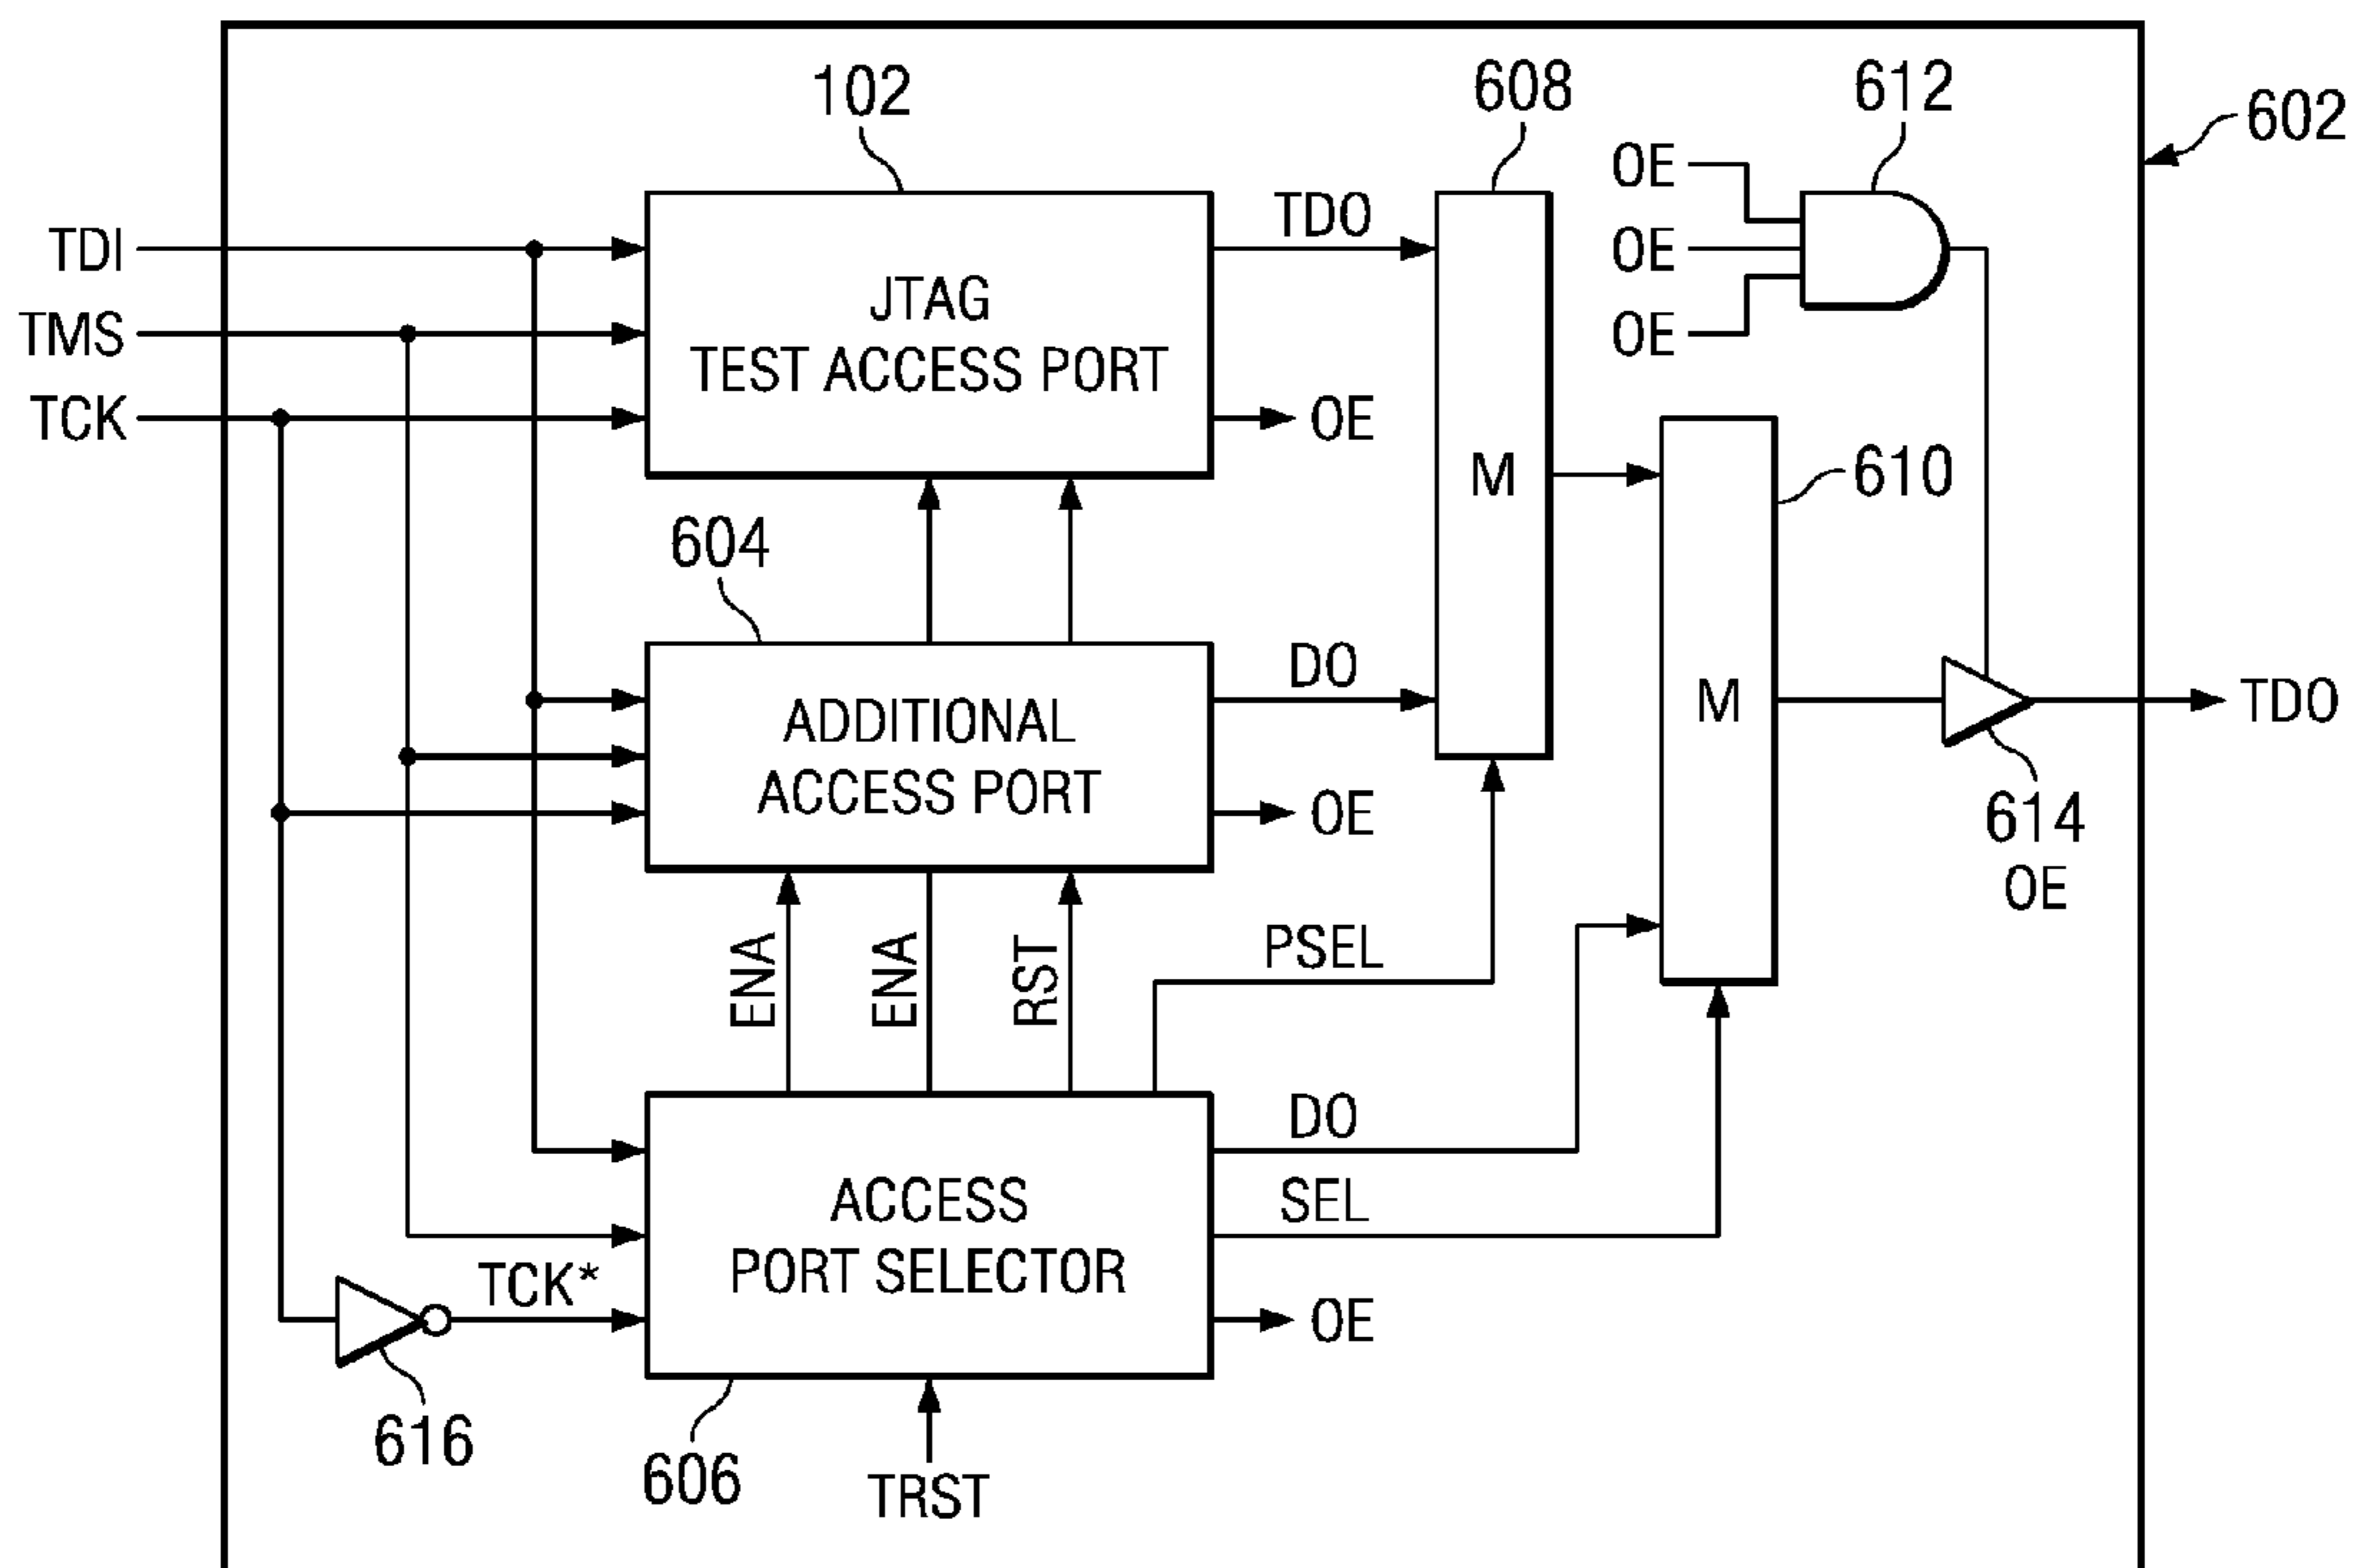 102
608
612
602
OE
OE
OE
TDI
TMS
TCK
TDO
JTAG
TEST ACCESS PORT
OE
M
610
604
DO
ADDITIONAL
ACCESS PORT
OE
M
TDO
614
OE
ENA
ENA
RST
PSEL
DO
SEL
ACCESS
PORT SELECTOR
TCK*
OE
616
606
TRST